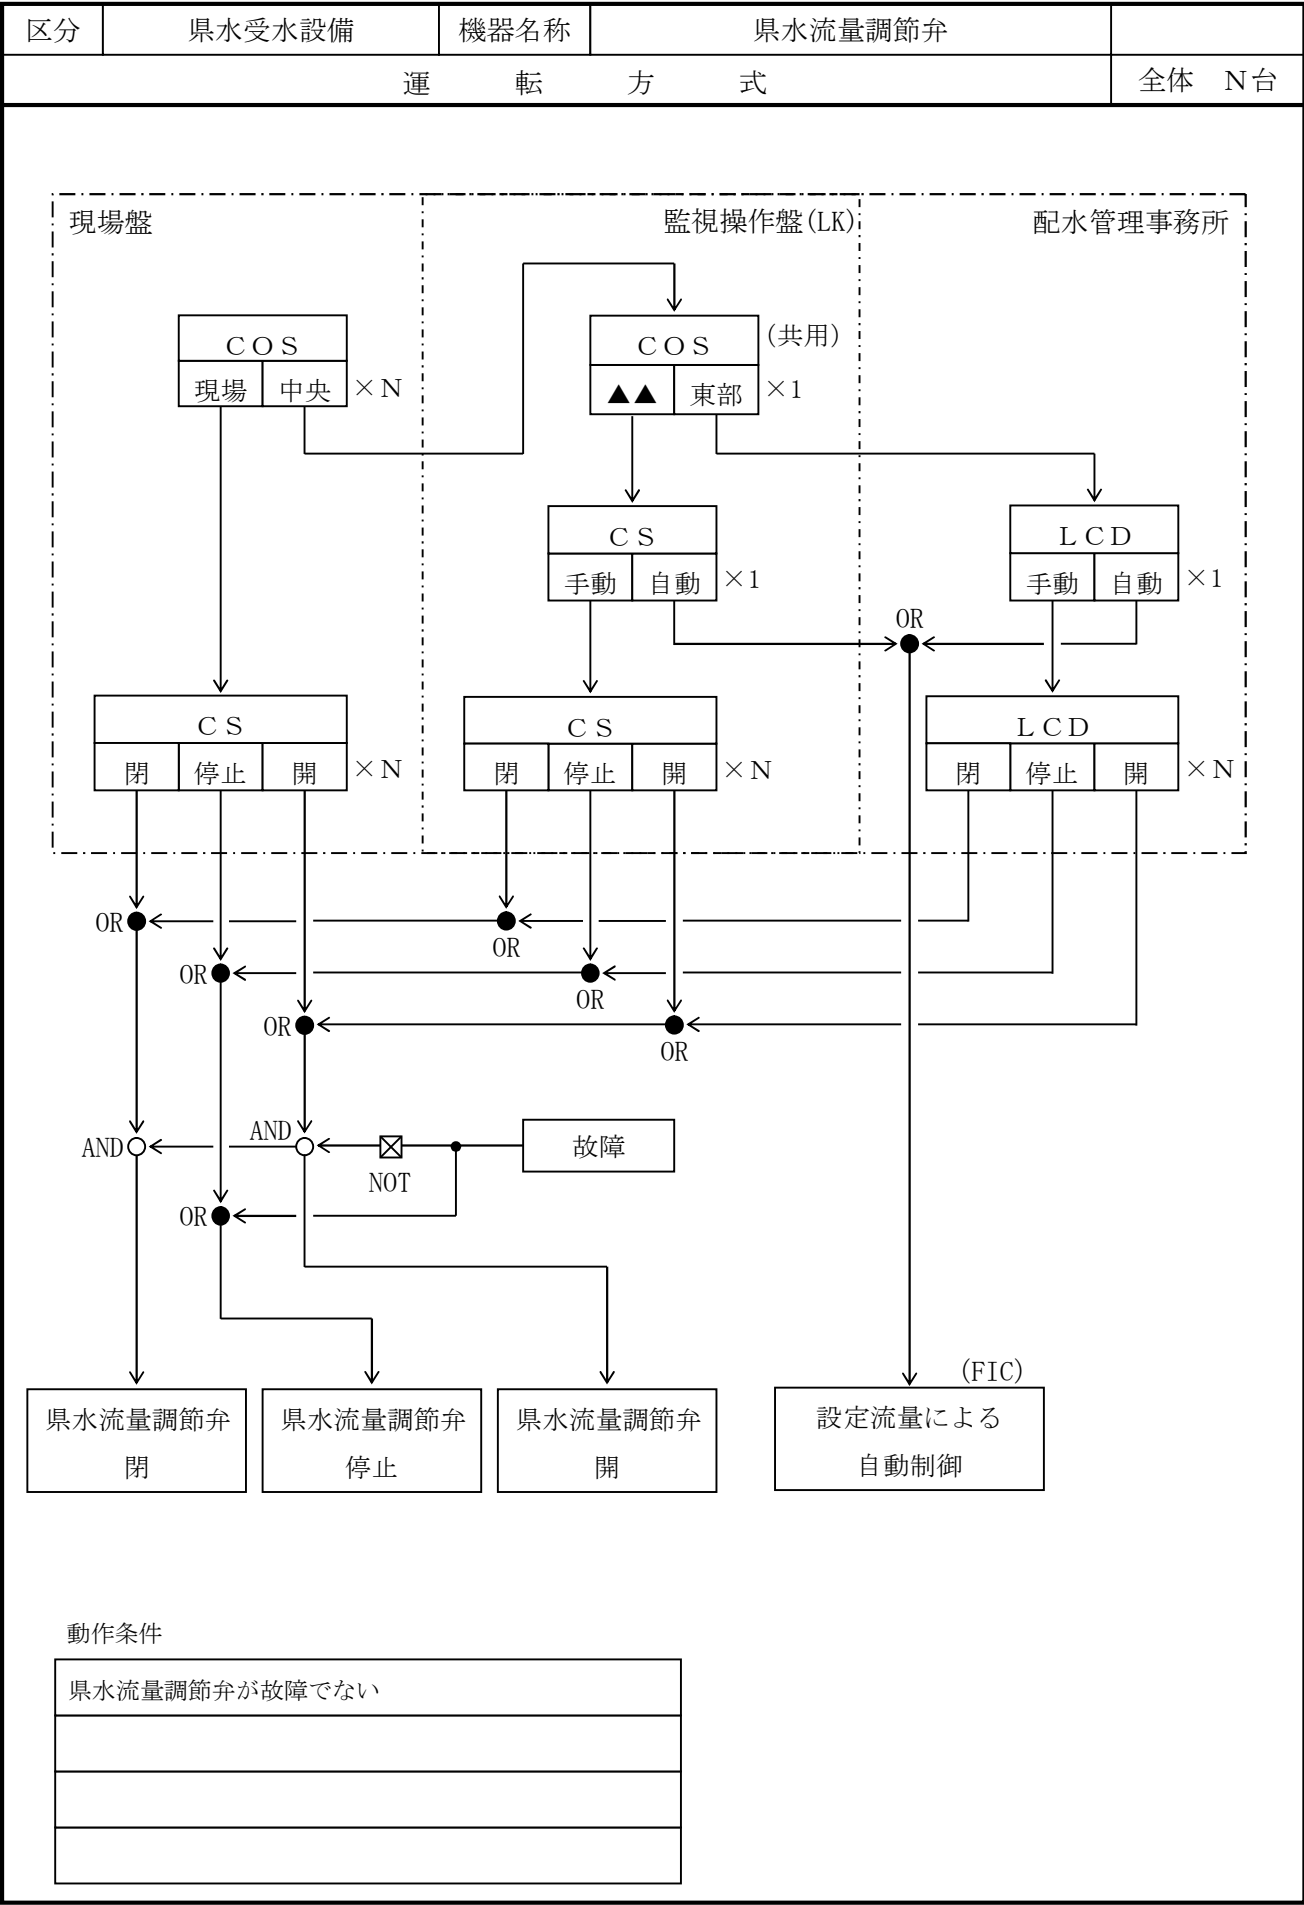 区分 県水受水設備 機器名称 県水流量調節弁
運 転 方 式 全体 Ｎ台
現場盤 監視操作盤(LK) 配水管理事務所
ＣＯＳ
現場 中央 ×Ｎ
ＣＯＳ (共用)
▲▲ 東部 ×1
ＣＳ
手動 自動 ×1
ＬＣＤ
手動 自動 ×1
OR
ＣＳ
閉 停止 開 ×Ｎ
ＣＳ
閉 停止 開 ×Ｎ
ＬＣＤ
閉 停止 開 ×Ｎ
OR
OR
OR
OR
OR
OR
AND
AND
故障
NOT
OR
(FIC)
県水流量調節弁
閉
県水流量調節弁
停止
県水流量調節弁
開
設定流量による
自動制御
動作条件
県水流量調節弁が故障でない